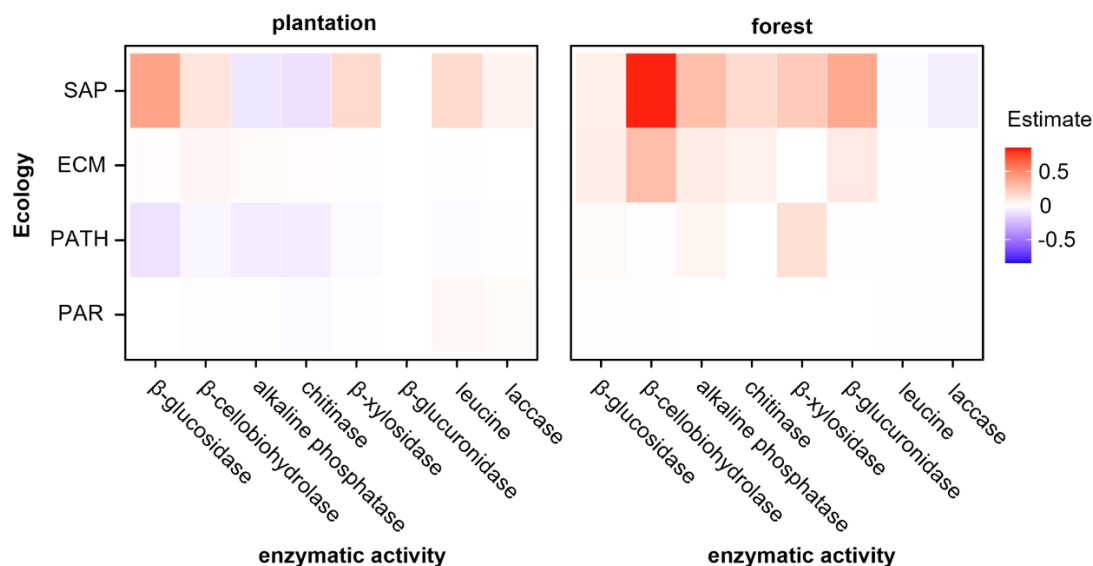 plantation
forest
Ecology
SAP
ECM
PATH
PAR
β-glucosidase
β-cellobiohydrolase
alkaline phosphatase
chitinase
β-xylosidase
β-glucuronidase
leucine
laccase
enzymatic activity
β-glucosidase
β-cellobiohydrolase
alkaline phosphatase
chitinase
β-xylosidase
β-glucuronidase
leucine
laccase
enzymatic activity
Estimate
0.5
0
-0.5